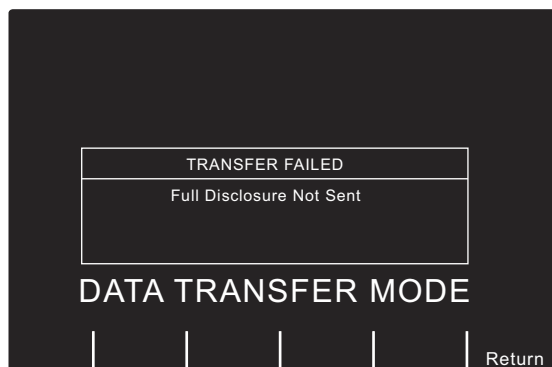 TRANSFER FAILED
Full Disclosure Not Sent
DATA TRANSFER MODE
Return